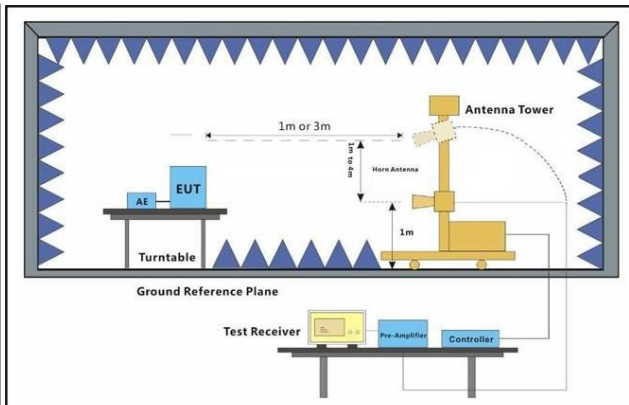 1m or 3m
Antenna Tower
1m to 4m
Horn Antenna
EUT
AE
1m
Turntable
Ground Reference Plane
Test Receiver
Pre-Amplifier
Controller